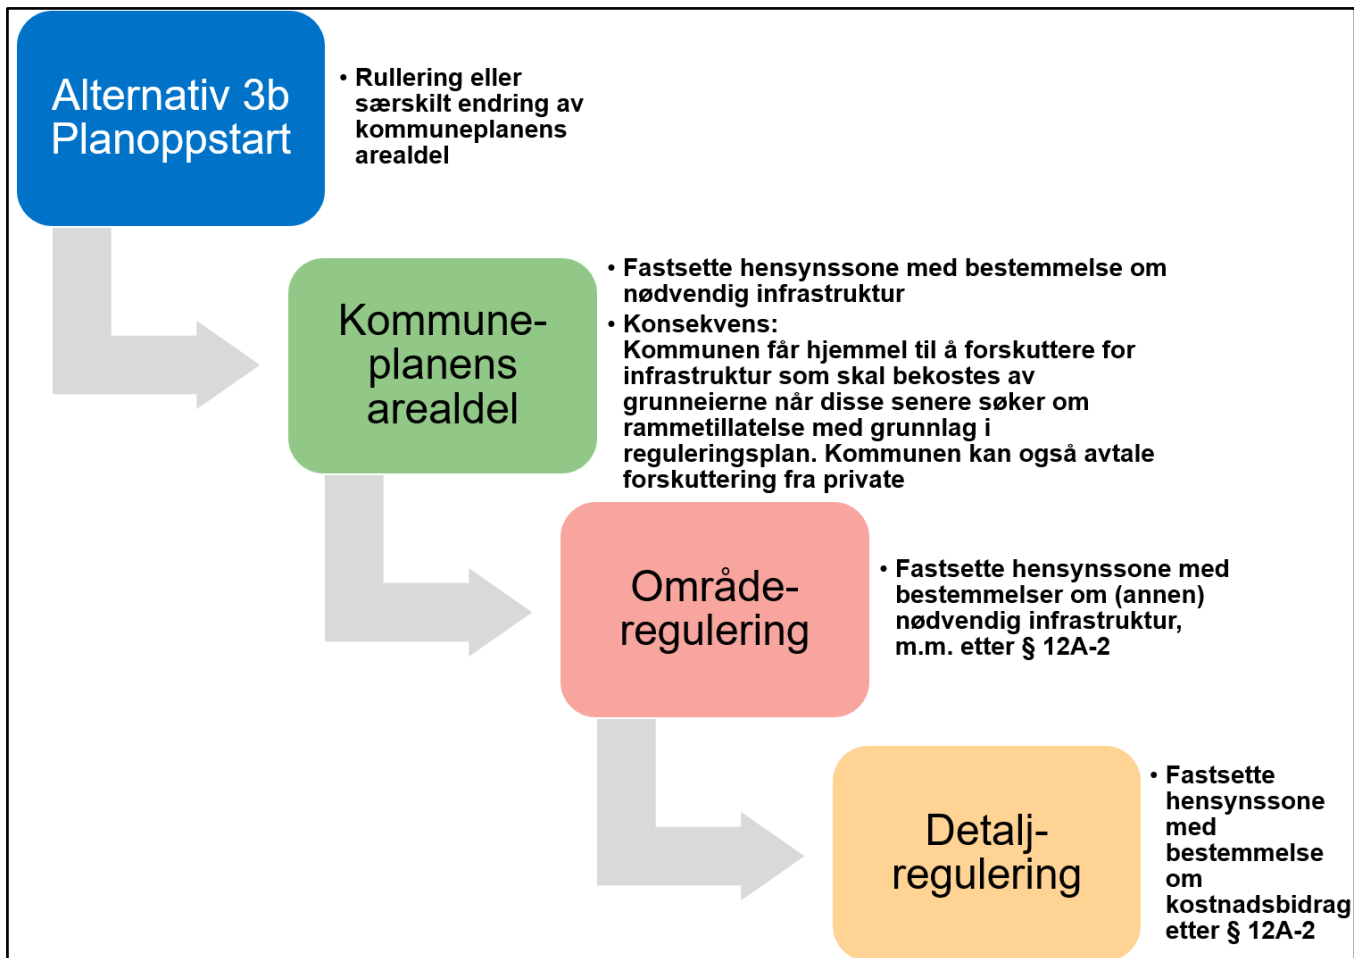 Alternativ 3b
Planoppstart
• Rullering eller
særskilt endring av
kommuneplanens
arealdel
Kommune-
planens
arealdel
• Fastsette hensynssone med bestemmelse om
nødvendig infrastruktur
• Konsekvens:
Kommunen får hjemmel til å forskuttere for
infrastruktur som skal bekostes av
grunneierne når disse senere søker om
rammetillatelse med grunnlag i
reguleringsplan. Kommunen kan også avtale
forskuttering fra private
Område-
regulering
• Fastsette hensynssone med
bestemmelser om (annen)
nødvendig infrastruktur,
m.m. etter § 12A-2
Detalj-
regulering
• Fastsette
hensynssone
med
bestemmelse
om
kostnadsbidrag
etter § 12A-2